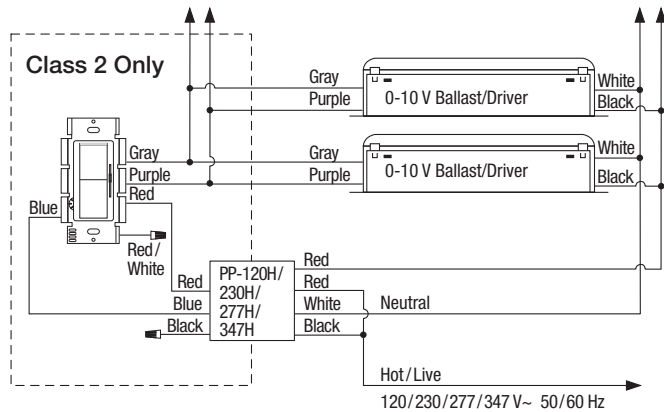 Class 2 Only
Gray
Purple
0-10 V Ballast/Driver
White
Black
Gray
Purple
0-10 V Ballast/Driver
White
Black
Gray
Purple
Red
Blue
Red/
White
Red
Blue
Black
PP-120H/
230H/
277H/
347H
Red
Red
White
Black
Neutral
Hot/Live
120/230/277/347 V~ 50/60 Hz